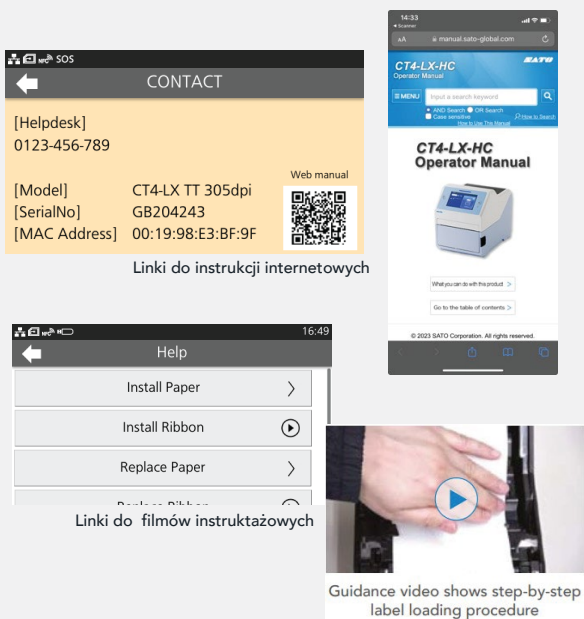 SOS
CONTACT
[Helpdesk]
0123-456-789
Web manual
[Model] CT4-LX TT 305dpi
[SerialNo] GB204243
[MAC Address] 00:19:98:E3:BF:9F
Linki do instrukcji internetowych
14:33
Scanner
AA manual.sato-global.com
CT4-LX-HC SATO
Operator Manual
MENU Input a search keyword
AND Search OR Search
Case sensitive How to Search
How to Use This Manual
CT4-LX-HC
Operator Manual
What you can do with this product >
Go to the table of contents >
© 2023 SATO Corporation. All rights reserved.
16:49
Help
Install Paper
Install Ribbon
Replace Paper
Replace Ribbon
Linki do filmów instruktażowych
Guidance video shows step-by-step
label loading procedure